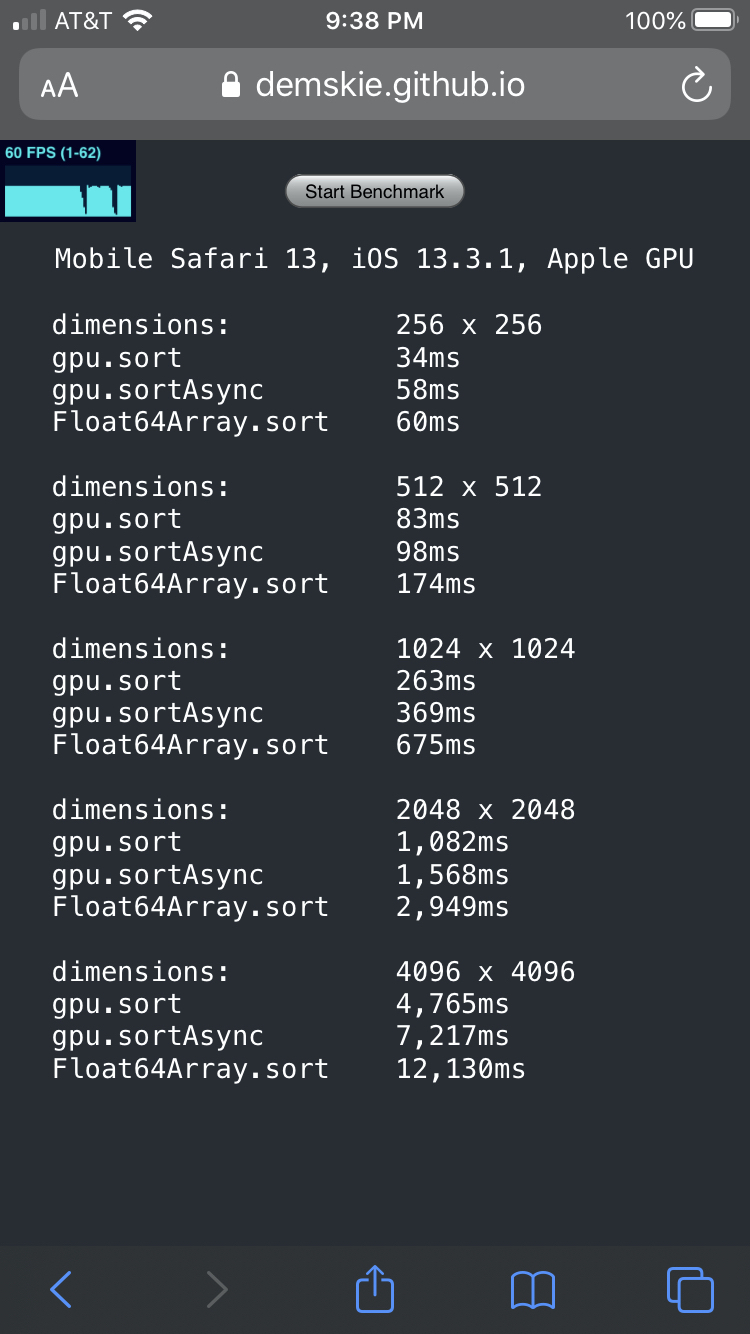 AT&T 9:38 PM 100%
AA demskie.github.io
60 FPS (1-62)
Start Benchmark
Mobile Safari 13, iOS 13.3.1, Apple GPU
dimensions: 256 x 256
gpu.sort 34ms
gpu.sortAsync 58ms
Float64Array.sort 60ms
dimensions: 512 x 512
gpu.sort 83ms
gpu.sortAsync 98ms
Float64Array.sort 174ms
dimensions: 1024 x 1024
gpu.sort 263ms
gpu.sortAsync 369ms
Float64Array.sort 675ms
dimensions: 2048 x 2048
gpu.sort 1,082ms
gpu.sortAsync 1,568ms
Float64Array.sort 2,949ms
dimensions: 4096 x 4096
gpu.sort 4,765ms
gpu.sortAsync 7,217ms
Float64Array.sort 12,130ms